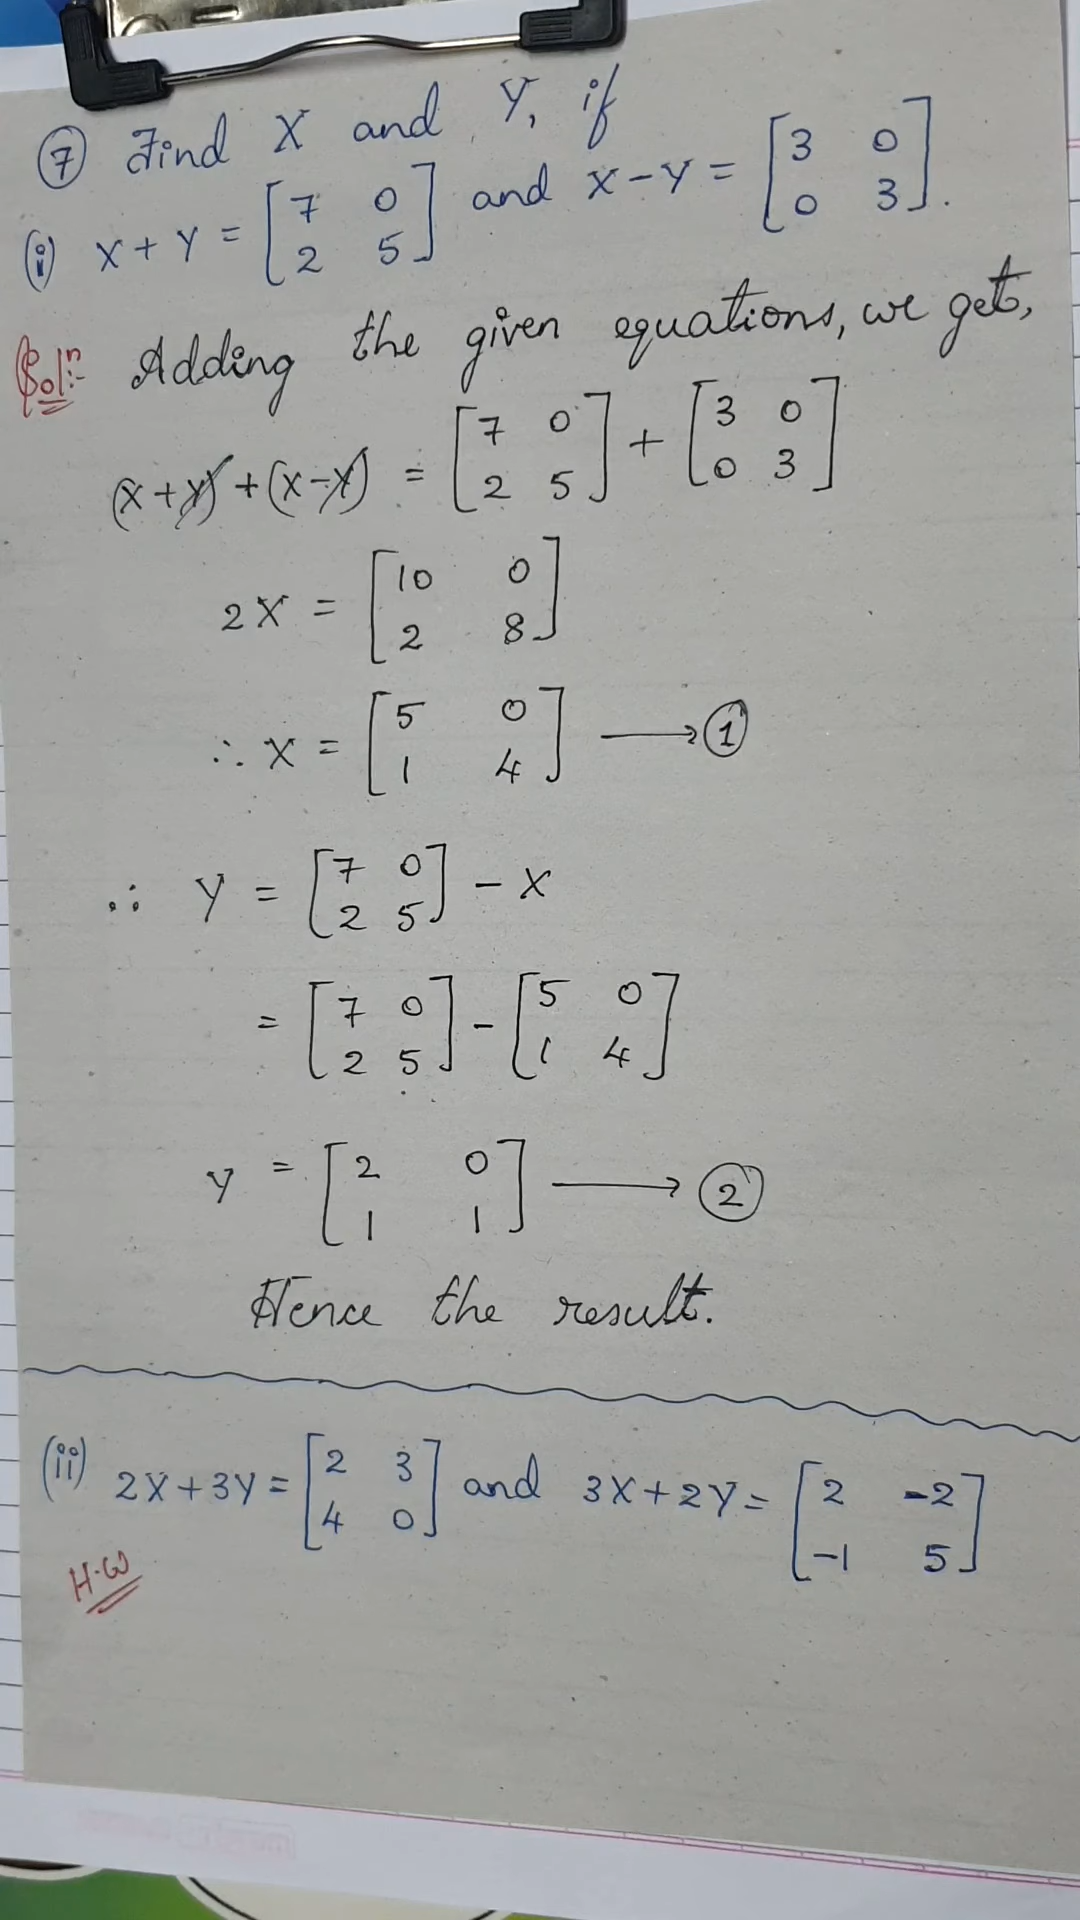 ⑦ Find X and Y, if
(i) X + Y = [7 0 2 5] and X - Y = [3 0 0 3].
Solⁿ:- Adding the given equations, we get,
(X + Y) + (X - Y) = [7 0 2 5] + [3 0 0 3]
2X = [10 0 2 8]
∴ X = [5 0 1 4] → ①
∴ Y = [7 0 2 5] - X
= [7 0 2 5] - [5 0 1 4]
Y = [2 0 1 1] → ②
Hence the result.
(ii) 2X + 3Y = [2 3 4 0] and 3X + 2Y = [2 -2 -1 5]
H.W